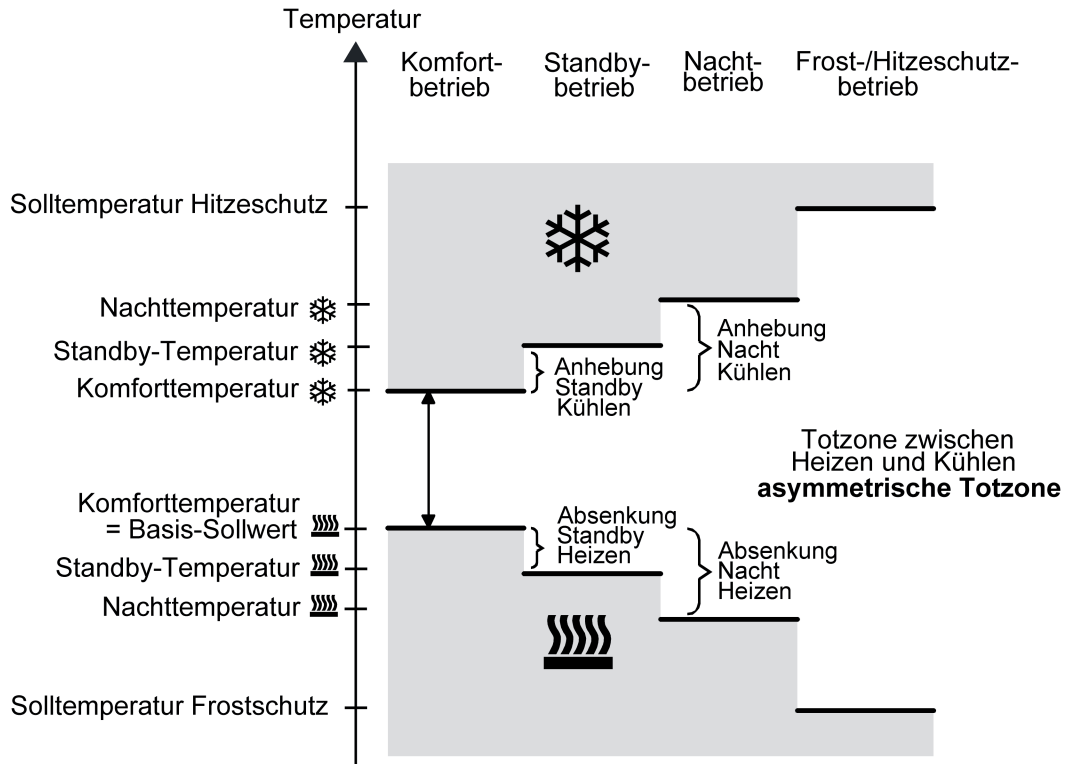 Temperatur
Komfort-
betrieb
Standby-
betrieb
Nacht-
betrieb
Frost-/Hitzeschutz-
betrieb
Solltemperatur Hitzeschutz
Nachttemperatur
Standby-Temperatur
Komforttemperatur
Anhebung
Standby
Kühlen
Anhebung
Nacht
Kühlen
Totzone zwischen
Heizen und Kühlen
asymmetrische Totzone
Komforttemperatur
= Basis-Sollwert
Standby-Temperatur
Nachttemperatur
Absenkung
Standby
Heizen
Absenkung
Nacht
Heizen
Solltemperatur Frostschutz